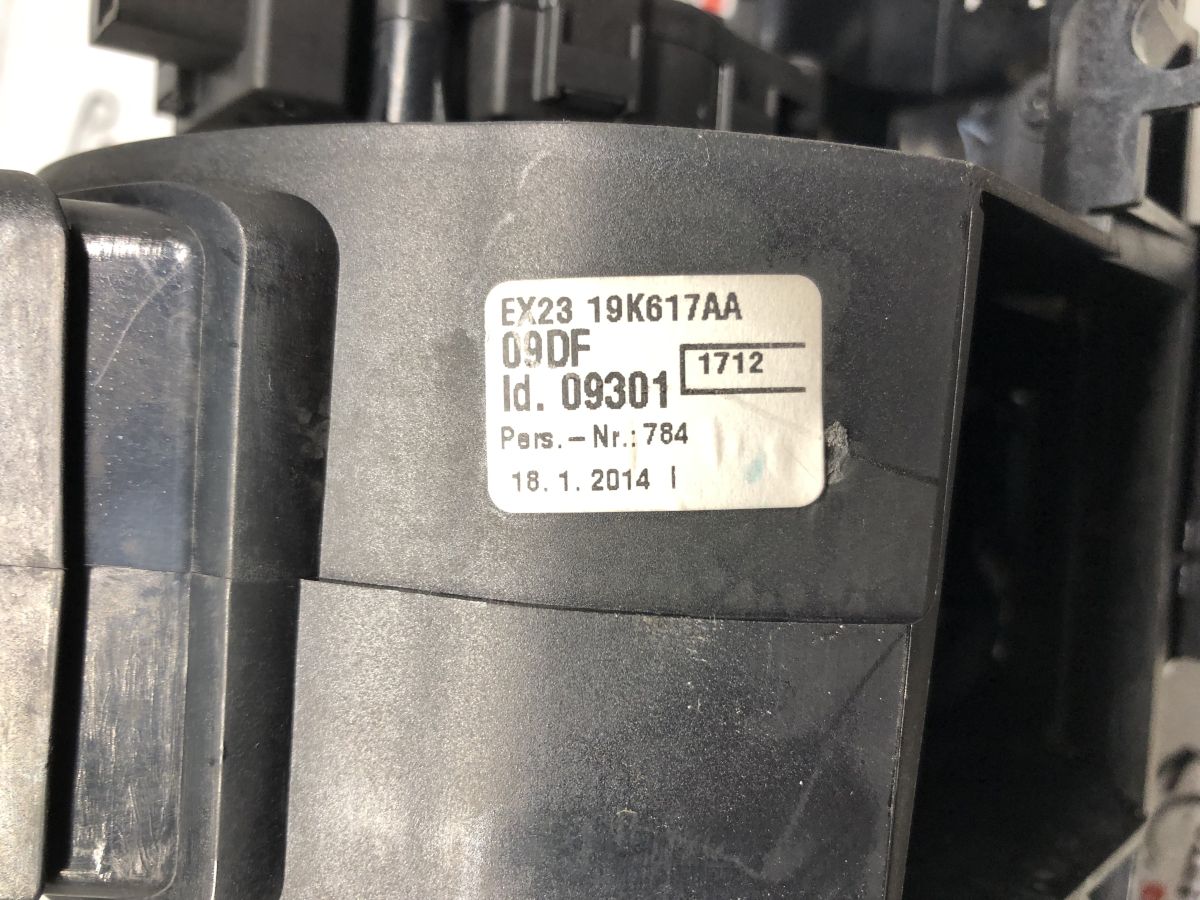 EX23 19K617AA
09DF
1712
Id. 09301
Pers.-Nr.: 784
18. 1. 2014 I